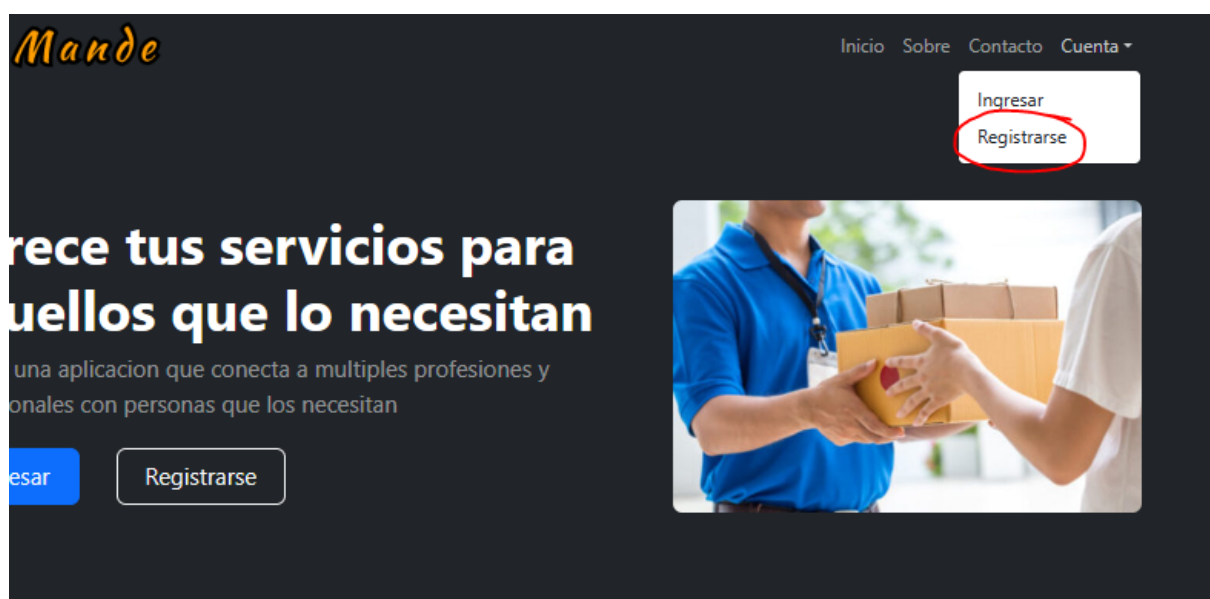 Mande
Inicio Sobre Contacto Cuenta
Ingresar
Registrarse
rece tus servicios para
uellos que lo necesitan
una aplicacion que conecta a multiples profesiones y
onales con personas que los necesitan
esar Registrarse